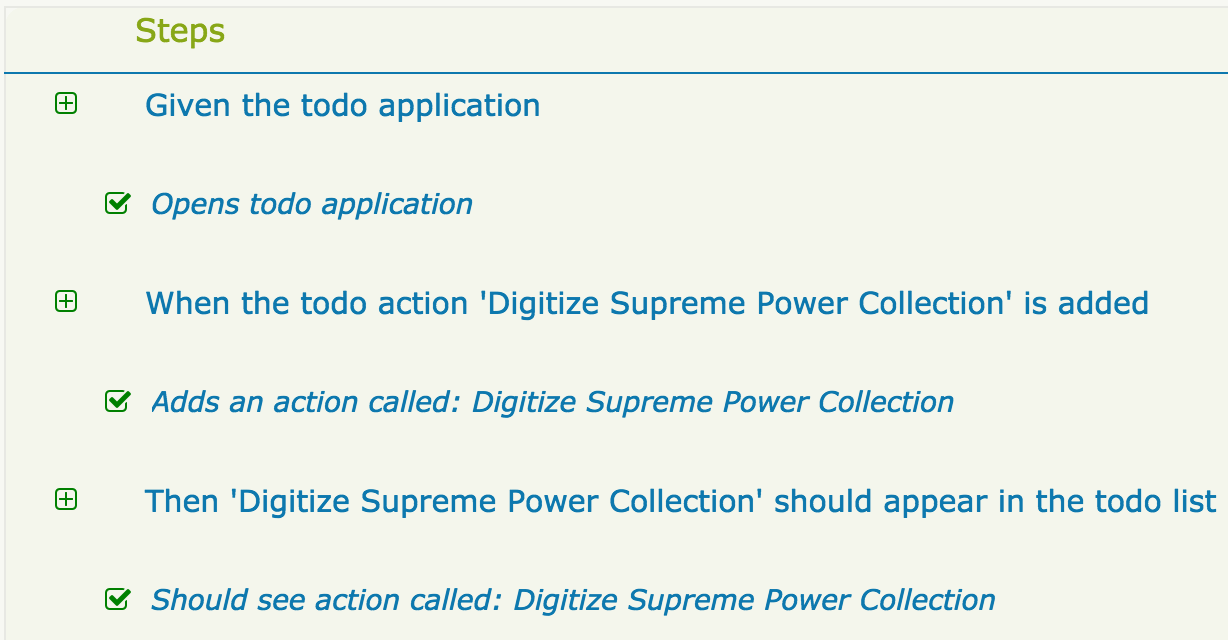 Steps
Given the todo application
Opens todo application
When the todo action 'Digitize Supreme Power Collection' is added
Adds an action called: Digitize Supreme Power Collection
Then 'Digitize Supreme Power Collection' should appear in the todo list
Should see action called: Digitize Supreme Power Collection